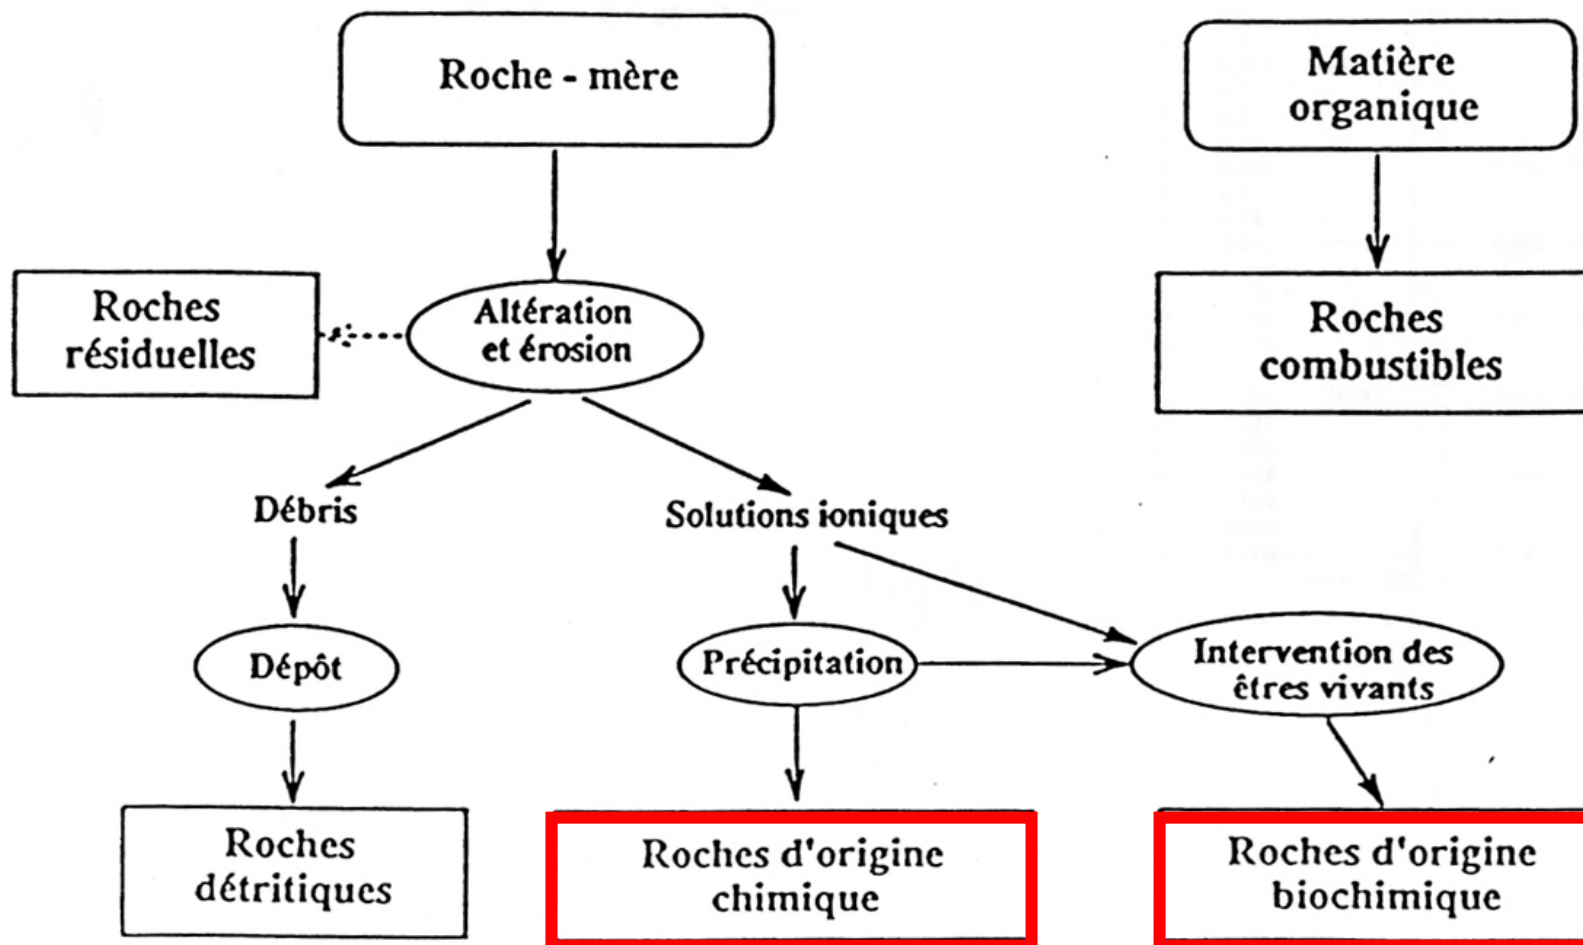 Roche - mère
Matière
organique
Roches
résiduelles
Altération
et érosion
Roches
combustibles
Débris
Solutions ioniques
Dépôt
Précipitation
Intervention des
êtres vivants
Roches
détritiques
Roches d'origine
chimique
Roches d'origine
biochimique